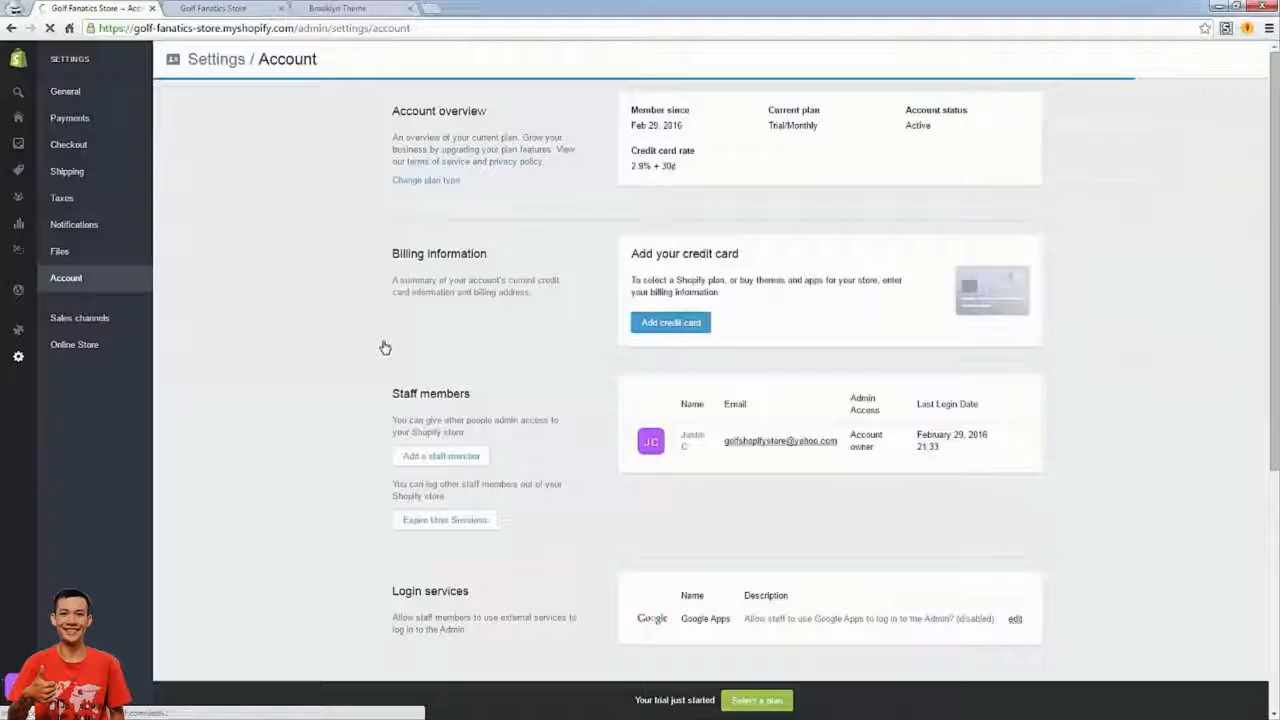 Golf Fanatics Store ~ Acc
Golf Fanatics Store
Brooklyn Theme
https://golf-fanatics-store.myshopify.com/admin/settings/account
SETTINGS
Settings / Account
General
Payments
Checkout
Shipping
Taxes
Notifications
Files
Account
Sales channels
Online Store
Account overview
An overview of your current plan. Grow your
business by upgrading your plan features. View
our terms of service and privacy policy.
Change plan type
Member since
Feb 29, 2016
Current plan
Trial/Monthly
Account status
Active
Credit card rate
2.9% + 30¢
Billing information
A summary of your account's current credit
card information and billing address.
Add your credit card
To select a Shopify plan, or buy themes and apps for your store, enter
your billing information
Add credit card
Staff members
You can give other people admin access to
your Shopify store.
Add a staff member
You can log other staff members out of your
Shopify store.
Expire User Sessions
Name
Email
Admin
Access
Last Login Date
JC
Justin
C
golfshopifystore@yahoo.com
Account
owner
February 29, 2016
21:33
Login services
Allow staff members to use external services to
log in to the Admin.
Name
Description
Google
Google Apps
Allow staff to use Google Apps to log in to the Admin? (disabled)
edit
Your trial just started
Select a plan